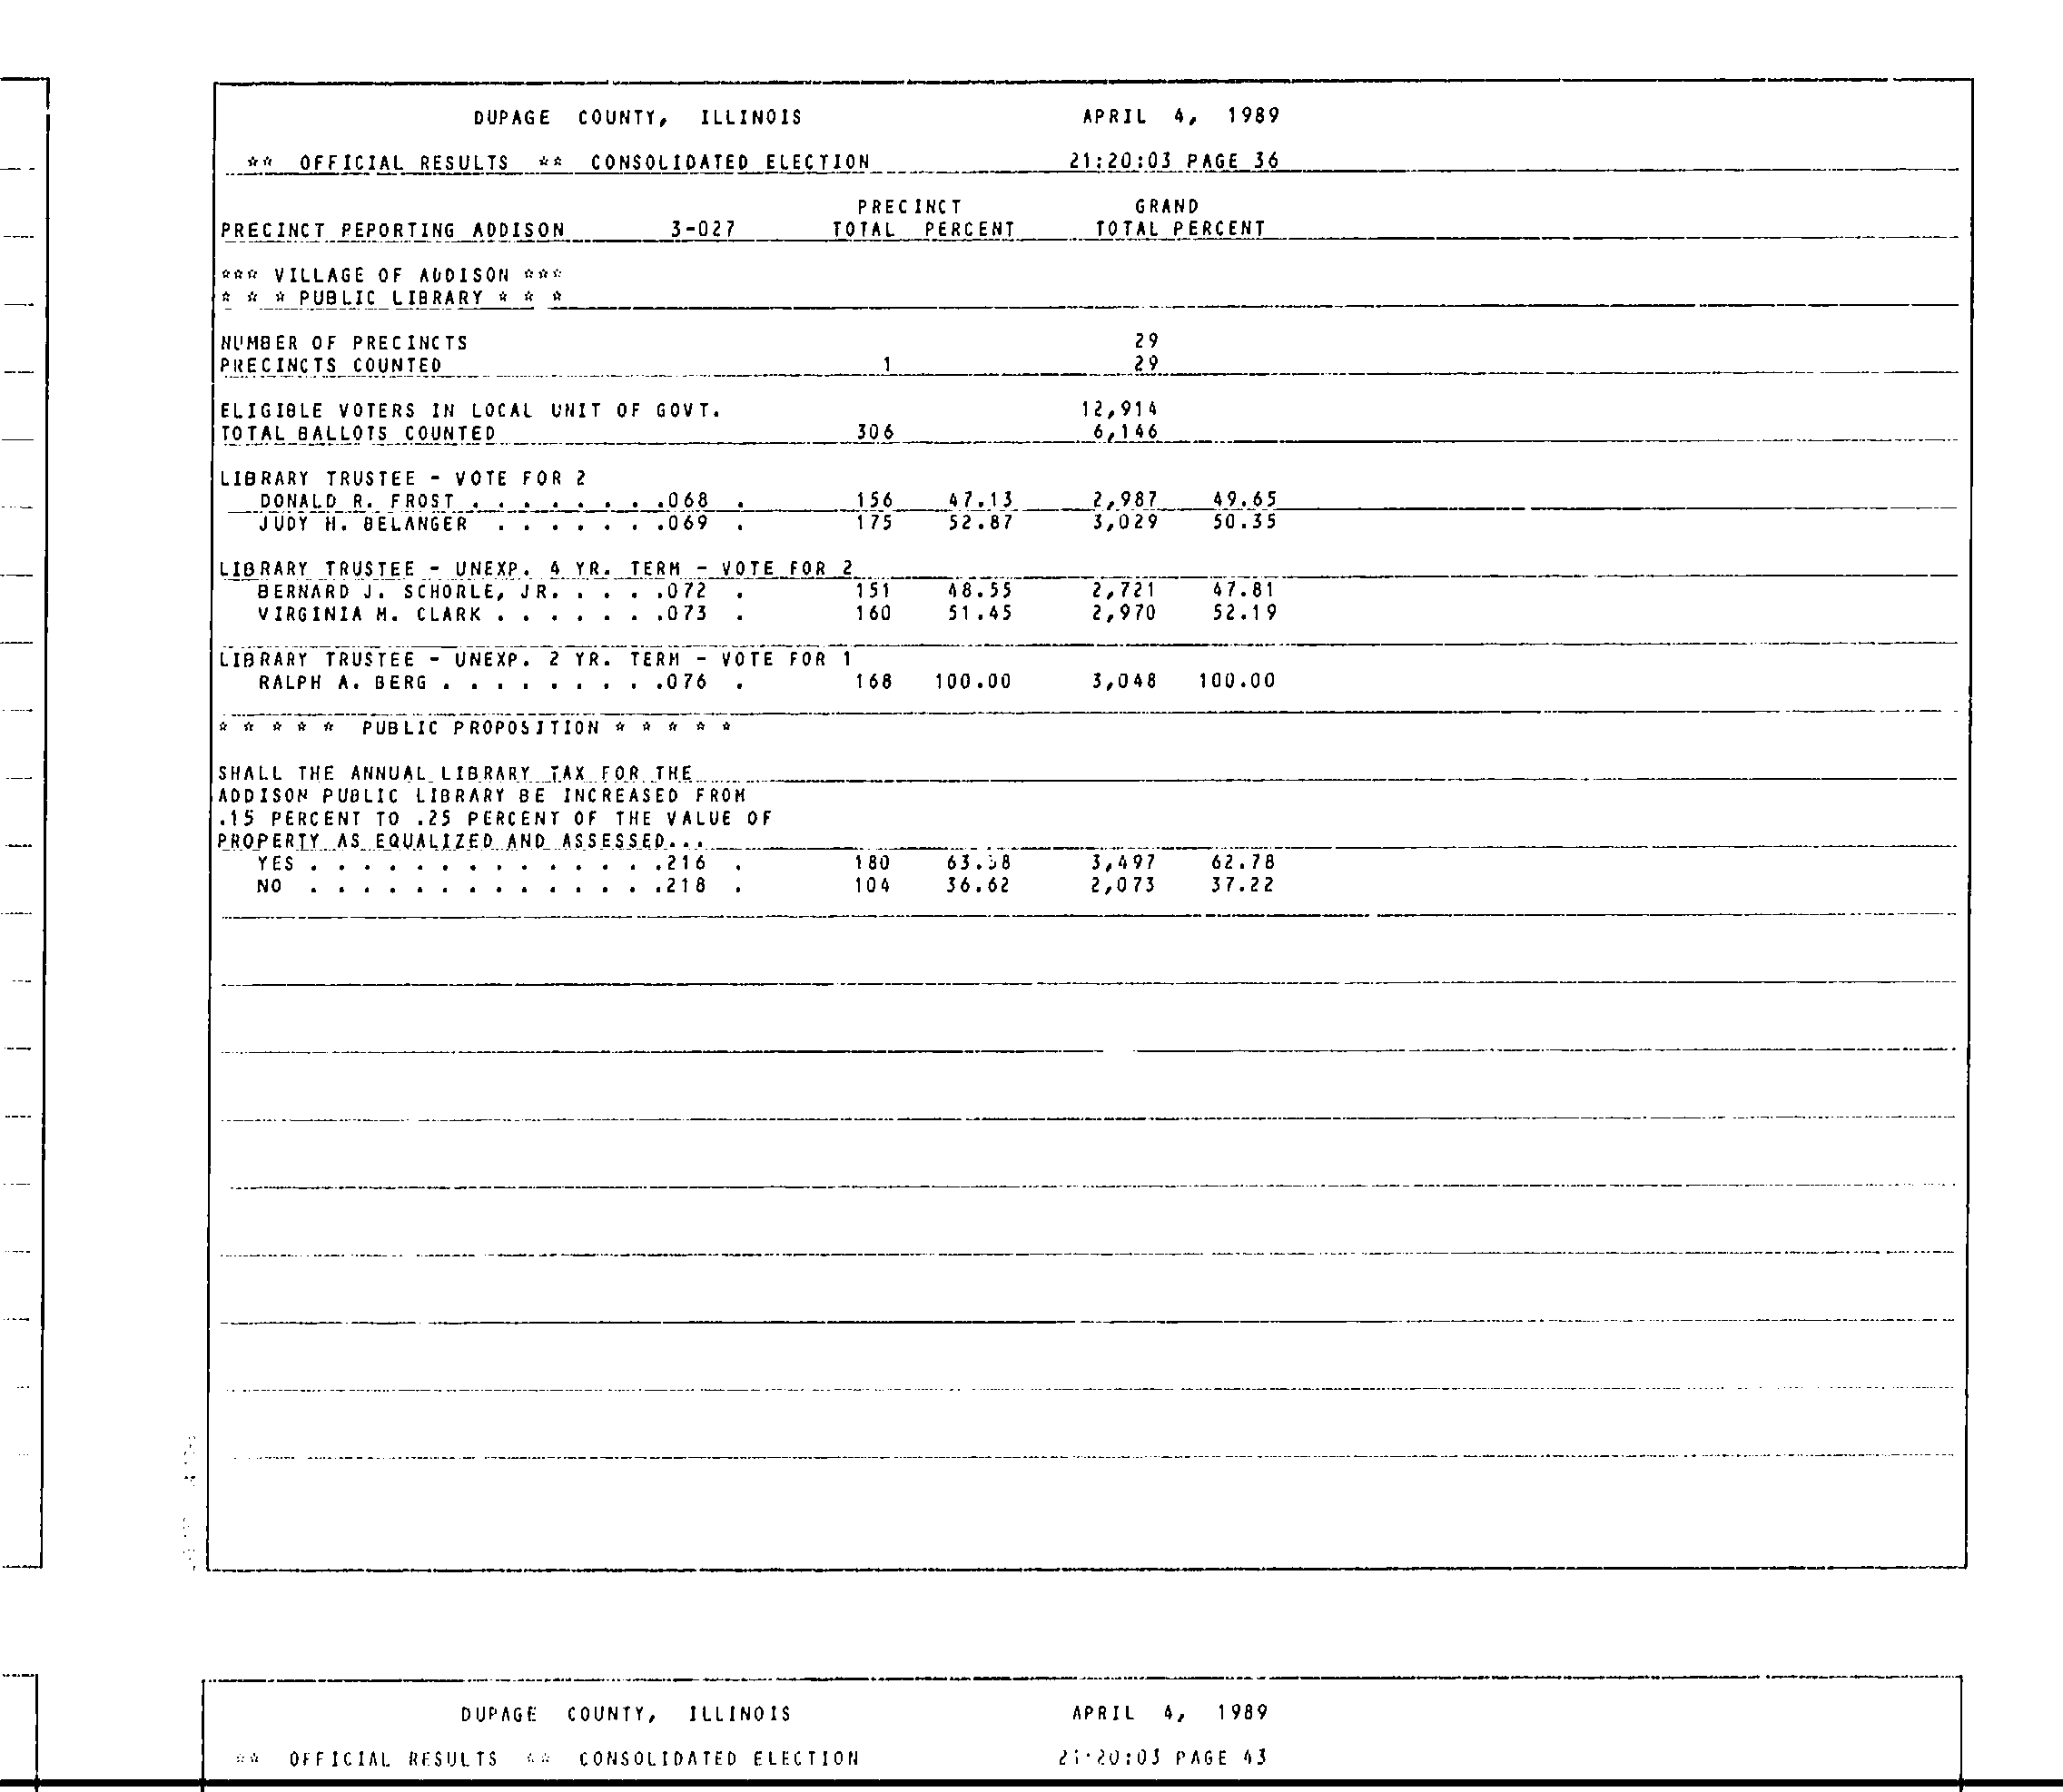 DUPAGE COUNTY, ILLINOIS APRIL 4, 1989
** OFFICIAL RESULTS ** CONSOLIDATED ELECTION 21:20:03 PAGE 36
PRECINCT GRAND
PRECINCT PEPORTING ADDISON 3-027 TOTAL PERCENT TOTAL PERCENT
*** VILLAGE OF ADDISON ***
* * * PUBLIC LIBRARY * * *
NUMBER OF PRECINCTS 29
PRECINCTS COUNTED 1 29
ELIGIBLE VOTERS IN LOCAL UNIT OF GOVT. 12,914
TOTAL BALLOTS COUNTED 306 6,146
LIBRARY TRUSTEE - VOTE FOR 2
DONALD R. FROST . . . . . . . .068 . 156 47.13 2,987 49.65
JUDY H. BELANGER . . . . . . .069 . 175 52.87 3,029 50.35
LIBRARY TRUSTEE - UNEXP. 4 YR. TERM - VOTE FOR 2
BERNARD J. SCHORLE, JR. . . . .072 . 151 48.55 2,721 47.81
VIRGINIA M. CLARK . . . . . . .073 . 160 51.45 2,970 52.19
LIBRARY TRUSTEE - UNEXP. 2 YR. TERM - VOTE FOR 1
RALPH A. BERG . . . . . . . . .076 . 168 100.00 3,048 100.00
* * * * * PUBLIC PROPOSITION * * * * *
SHALL THE ANNUAL LIBRARY TAX FOR THE
ADDISON PUBLIC LIBRARY BE INCREASED FROM
.15 PERCENT TO .25 PERCENT OF THE VALUE OF
PROPERTY AS EQUALIZED AND ASSESSED...
YES . . . . . . . . . . . . . .216 . 180 63.38 3,497 62.78
NO . . . . . . . . . . . . . .218 . 104 36.62 2,073 37.22
DUPAGE COUNTY, ILLINOIS APRIL 4, 1989
** OFFICIAL RESULTS ** CONSOLIDATED ELECTION 21:20:03 PAGE 43